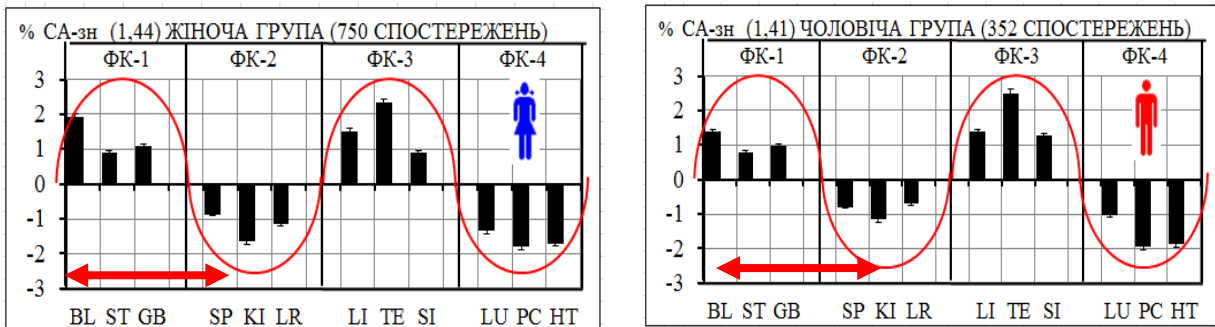 % СА-зн (1,44) ЖІНОЧА ГРУПА (750 СПОСТЕРЕЖЕНЬ)
ФК-1 ФК-2 ФК-3 ФК-4
3
2
1
0
-1
-2
-3
BL ST GB SP KI LR LI TE SI LU PC HT
% СА-зн (1,41) ЧОЛОВІЧА ГРУПА (352 СПОСТЕРЕЖЕНЬ)
ФК-1 ФК-2 ФК-3 ФК-4
3
2
1
0
-1
-2
-3
BL ST GB SP KI LR LI TE SI LU PC HT